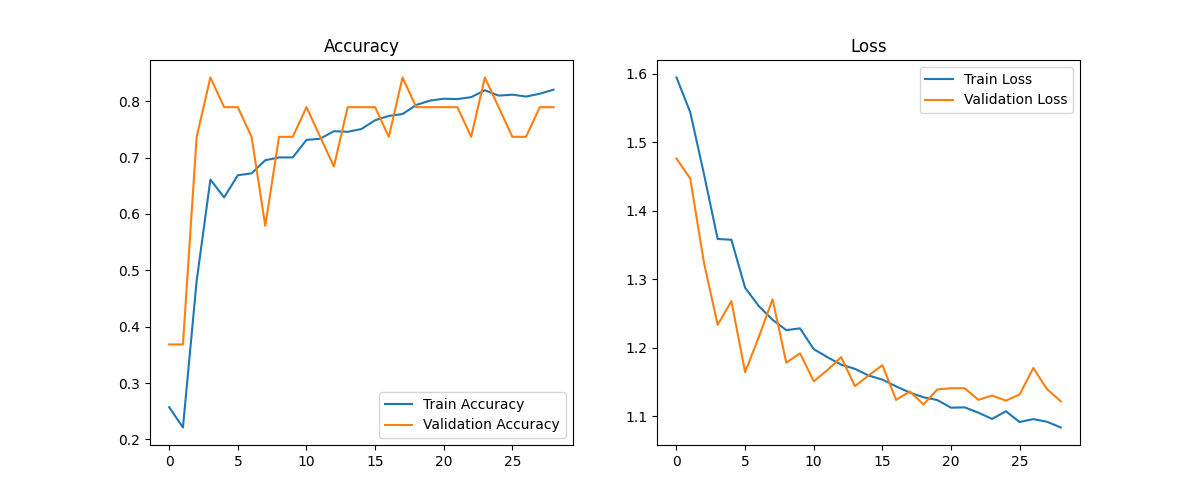 Accuracy
0.8
0.7
0.6
0.5
0.4
0.3
0.2
0 5 10 15 20 25
Train Accuracy
Validation Accuracy
Loss
1.6
1.5
1.4
1.3
1.2
1.1
0 5 10 15 20 25
Train Loss
Validation Loss